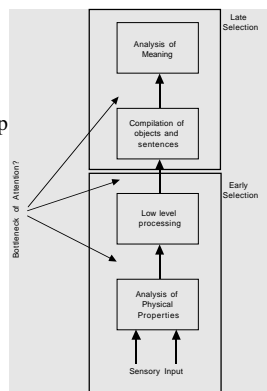 Late
Selection
Analysis of
Meaning
p
Compilation of
objects and
sentences
Bottleneck of Attention?
Early
Selection
Low level
processing
Analysis of
Physical
Properties
Sensory Input